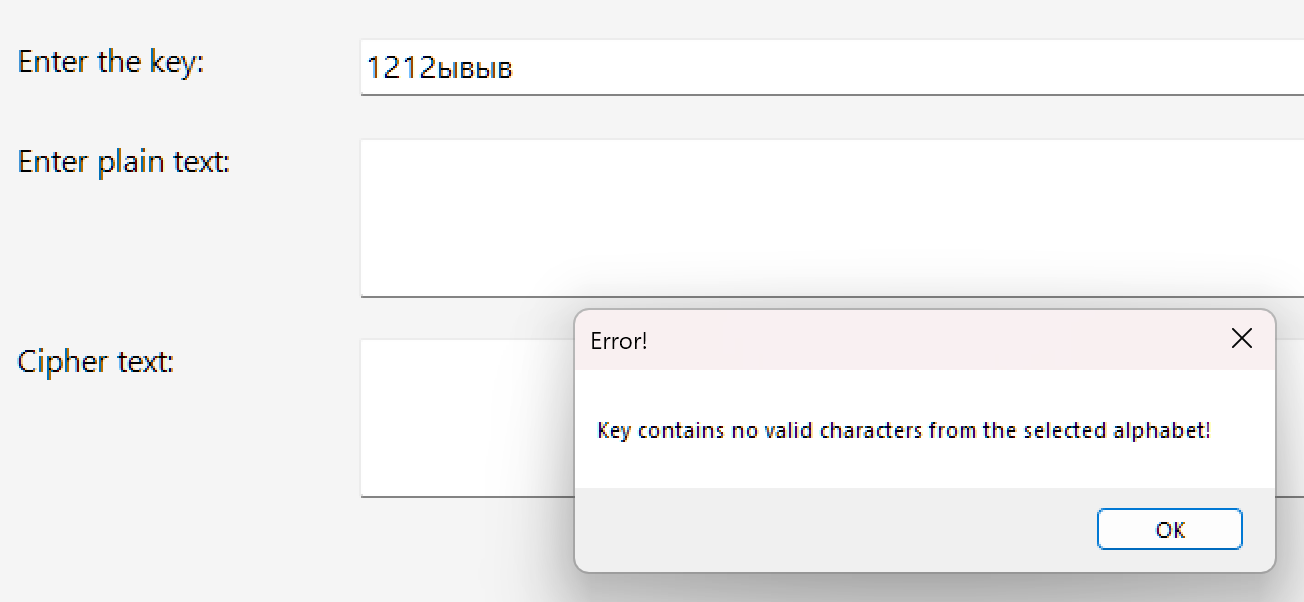 Enter the key:
1212ывыв
Enter plain text:
Cipher text:
Error!
Key contains no valid characters from the selected alphabet!
OK